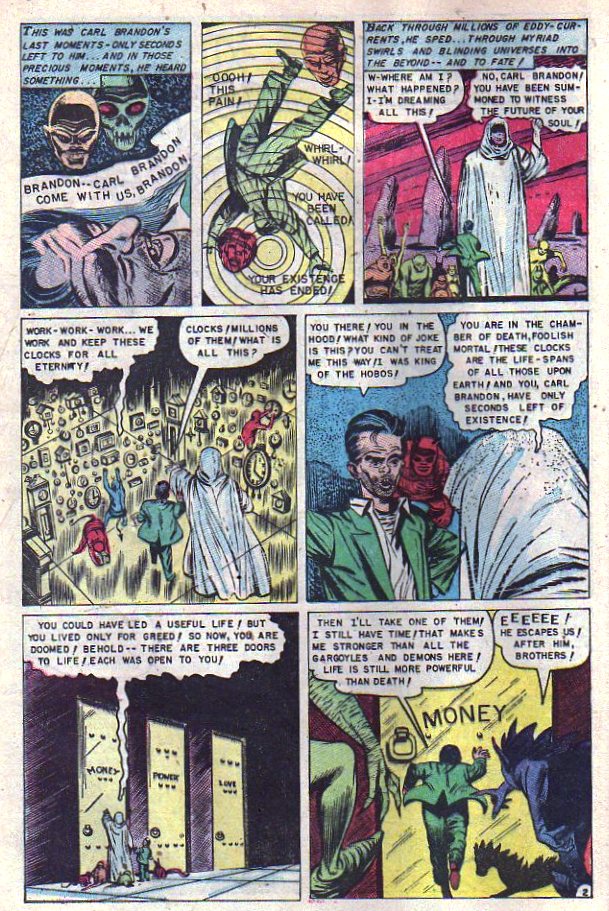 THIS WAS CARL BRANDON'S
LAST MOMENTS - ONLY SECONDS
LEFT TO HIM... AND IN THOSE
PRECIOUS MOMENTS, HE HEARD
SOMETHING...
BRANDON-- CARL BRANDON
COME WITH US, BRANDON
OOOH!
THIS
PAIN!
WHIRL-
WHIRL!
YOU HAVE
BEEN
CALLED!
YOUR EXISTENCE
HAS ENDED!
BACK THROUGH MILLIONS OF EDDY-CUR-
RENTS, HE SPED... THROUGH MYRIAD
SWIRLS AND BLINDING UNIVERSES INTO
THE BEYOND-- AND TO FATE!
W-WHERE AM I?
WHAT HAPPENED?
I-I'M DREAMING
ALL THIS!
NO, CARL BRANDON!
YOU HAVE BEEN SUM-
MONED TO WITNESS
THE FUTURE OF YOUR
SOUL!
WORK-WORK-WORK... WE
WORK AND KEEP THESE
CLOCKS FOR ALL
ETERNITY!
CLOCKS! MILLIONS
OF THEM! WHAT IS
ALL THIS?
YOU THERE! YOU IN THE
HOOD! WHAT KIND OF JOKE
IS THIS? YOU CAN'T TREAT
ME THIS WAY! I WAS KING
OF THE HOBOS!
YOU ARE IN THE CHAM-
BER OF DEATH, FOOLISH
MORTAL! THESE CLOCKS
ARE THE LIFE-SPANS
OF ALL THOSE UPON
EARTH! AND YOU, CARL
BRANDON, HAVE ONLY
SECONDS LEFT OF
EXISTENCE!
YOU COULD HAVE LED A USEFUL LIFE! BUT
YOU LIVED ONLY FOR GREED! SO NOW, YOU ARE
DOOMED! BEHOLD-- THERE ARE THREE DOORS
TO LIFE! EACH WAS OPEN TO YOU!
MONEY
POWER
LOVE
THEN I'LL TAKE ONE OF THEM!
I STILL HAVE TIME! THAT MAKES
ME STRONGER THAN ALL THE
GARGOYLES AND DEMONS HERE!
LIFE IS STILL MORE POWERFUL
THAN DEATH!
EEEEEE!
HE ESCAPES US!
AFTER HIM,
BROTHERS!
MONEY
2